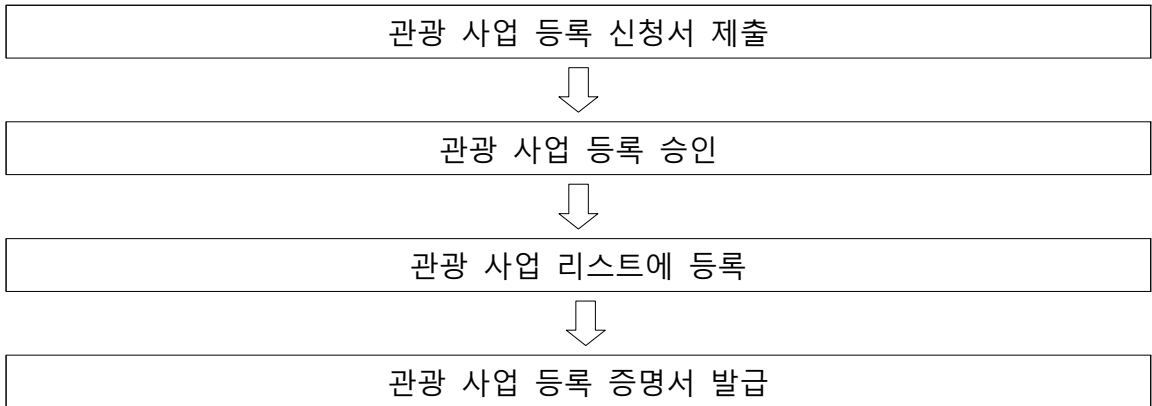 관광 사업 등록 신청서 제출
관광 사업 등록 승인
관광 사업 리스트에 등록
관광 사업 등록 증명서 발급